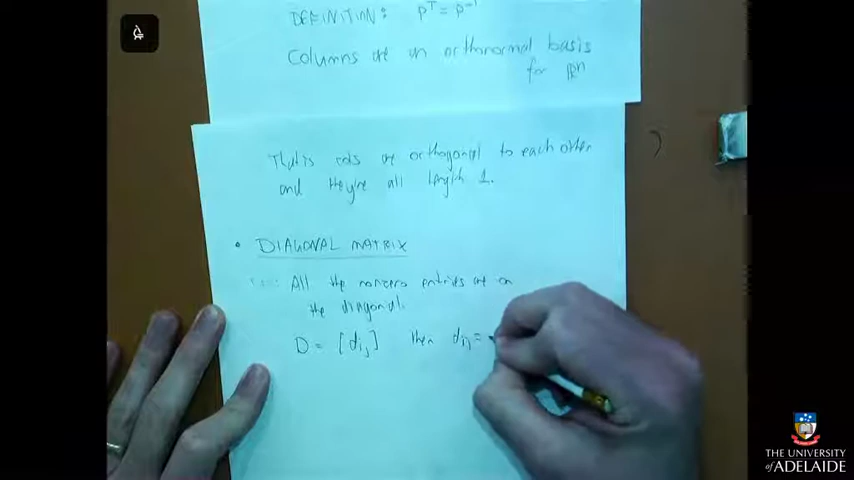 DEFINITION: Pᵀ = P⁻¹
Columns are an orthonormal basis
for ℝⁿ
That is cols are orthogonal to each other
and they're all length 1.
• DIAGONAL MATRIX
All the nonzero entries are on
the diagonal.
D = [dij] then dij =
THE UNIVERSITY
of ADELAIDE